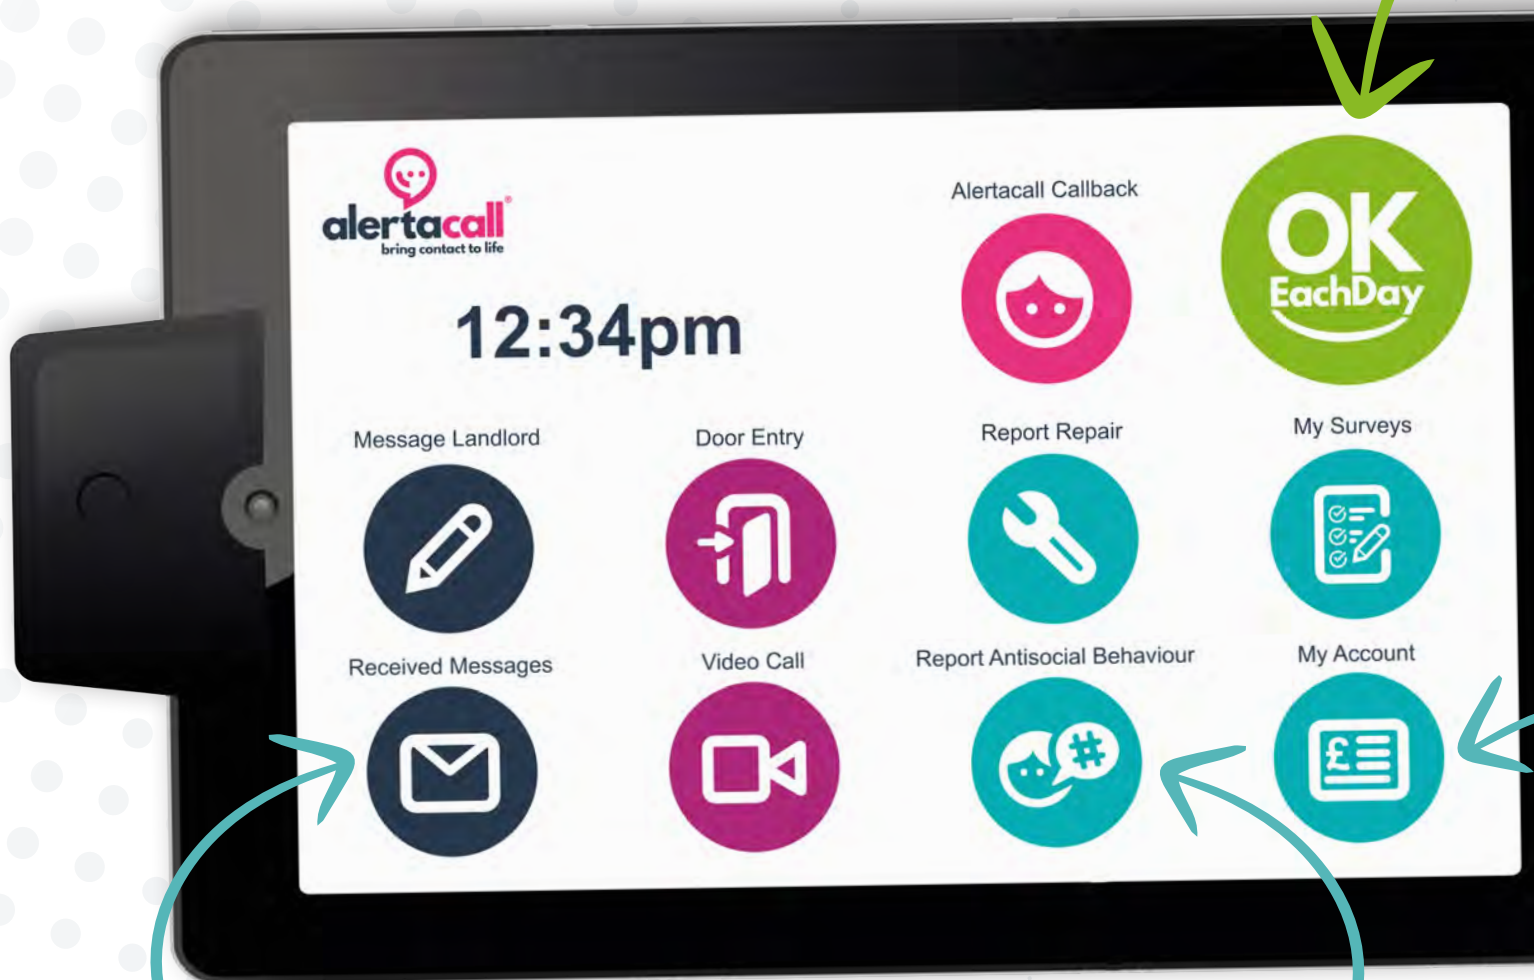 alertacall®
bring contact to life
12:34pm
Alertacall Callback
OK
EachDay
Message Landlord
Door Entry
Report Repair
My Surveys
Received Messages
Video Call
Report Antisocial Behaviour
#
My Account
£